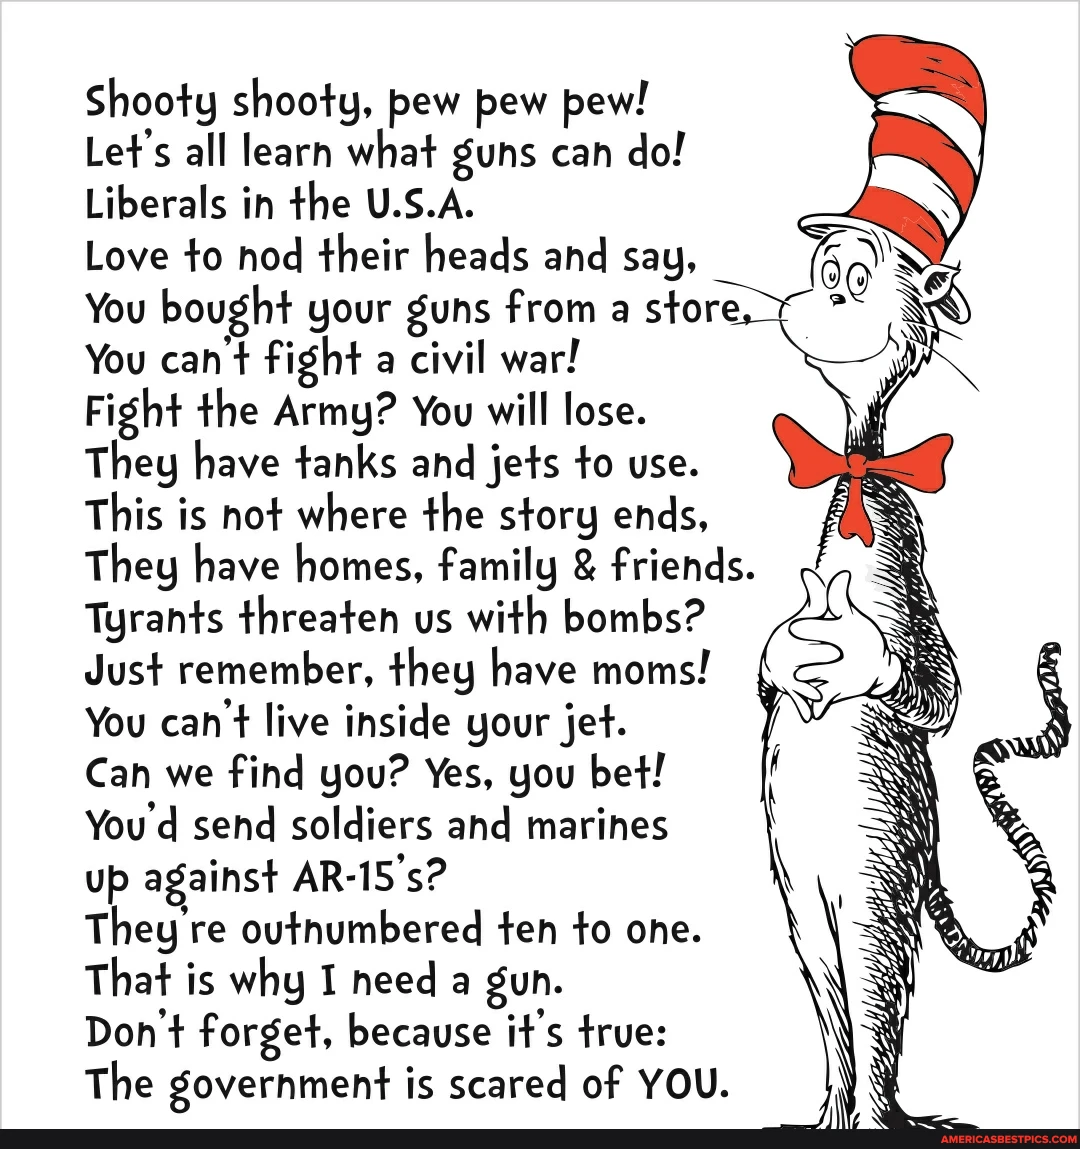 Shooty shooty, pew pew pew!
Let's all learn what guns can do!
Liberals in the U.S.A.
Love to nod their heads and say,
You bought your guns from a store,
You can't fight a civil war!
Fight the Army? You will lose.
They have tanks and jets to use.
This is not where the story ends,
They have homes, family & friends.
Tyrants threaten us with bombs?
Just remember, they have moms!
You can't live inside your jet.
Can we find you? Yes, you bet!
You'd send soldiers and marines
up against AR-15's?
They're outnumbered ten to one.
That is why I need a gun.
Don't forget, because it's true:
The government is scared of YOU.
AMERICASBESTPICS.COM